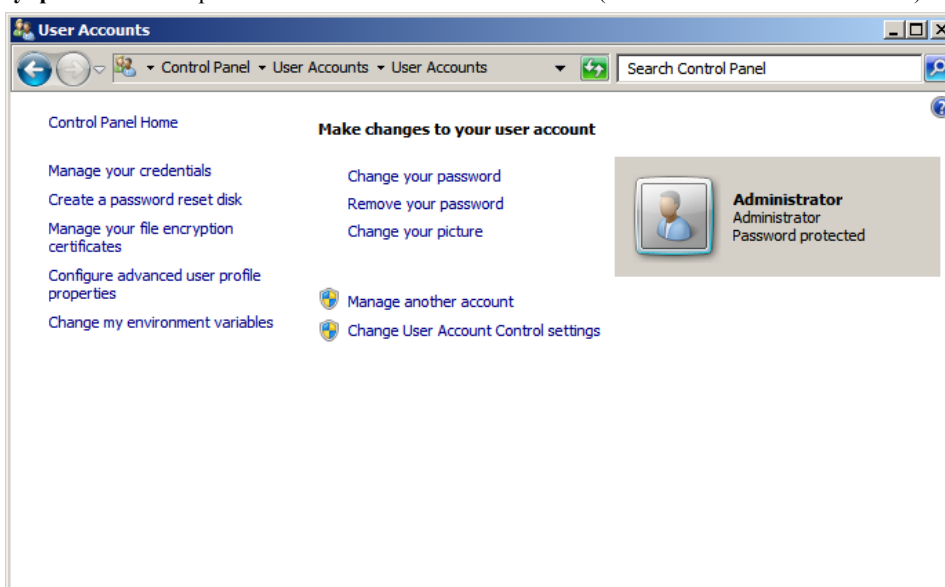 User Accounts
Control Panel User Accounts User Accounts Search Control Panel
Control Panel Home
Manage your credentials
Create a password reset disk
Manage your file encryption
certificates
Configure advanced user profile
properties
Change my environment variables
Make changes to your user account
Change your password
Remove your password
Change your picture
Manage another account
Change User Account Control settings
Administrator
Administrator
Password protected